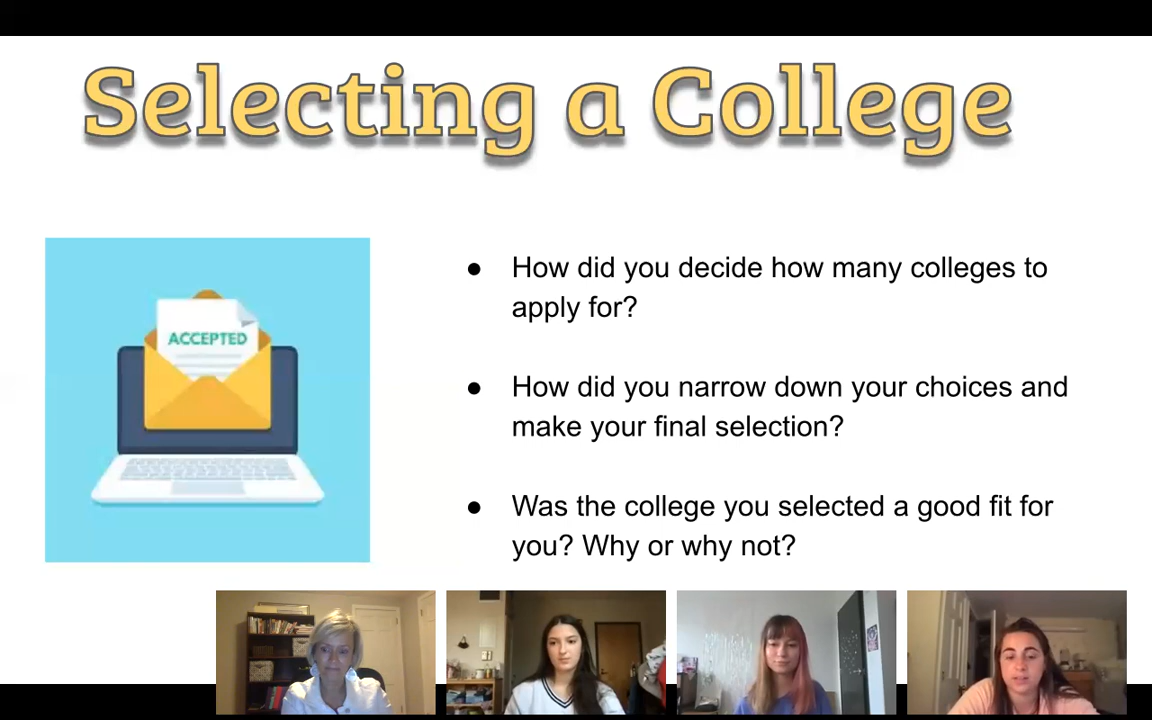 Selecting a College
ACCEPTED
● How did you decide how many colleges to
apply for?
● How did you narrow down your choices and
make your final selection?
● Was the college you selected a good fit for
you? Why or why not?